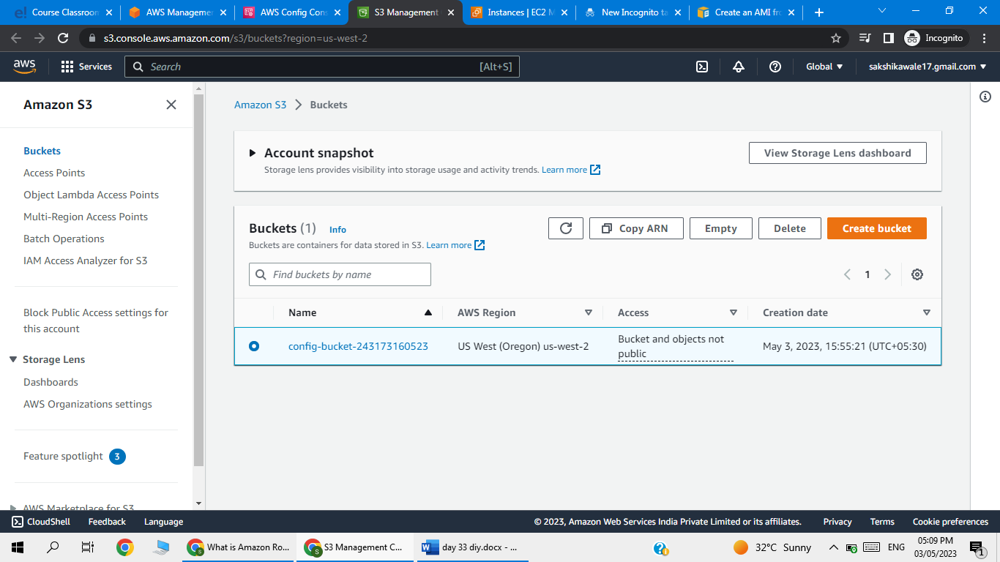 Course Classroon
AWS Managemen
AWS Config Cons
S3 Management
Instances | EC2 M
New Incognito ta
Create an AMI fro
s3.console.aws.amazon.com/s3/buckets?region=us-west-2
Incognito
aws
Services
Search
[Alt+S]
Global
sakshikawale17.gmail.com
Amazon S3
Buckets
Access Points
Object Lambda Access Points
Multi-Region Access Points
Batch Operations
IAM Access Analyzer for S3
Block Public Access settings for
this account
Storage Lens
Dashboards
AWS Organizations settings
Feature spotlight 3
AWS Marketplace for S3
Amazon S3 > Buckets
Account snapshot
Storage lens provides visibility into storage usage and activity trends. Learn more
View Storage Lens dashboard
Buckets (1) Info
Buckets are containers for data stored in S3. Learn more
Copy ARN
Empty
Delete
Create bucket
Find buckets by name
1
Name
AWS Region
Access
Creation date
config-bucket-243173160523
US West (Oregon) us-west-2
Bucket and objects not
public
May 3, 2023, 15:55:21 (UTC+05:30)
CloudShell
Feedback
Language
© 2023, Amazon Web Services India Private Limited or its affiliates.
Privacy
Terms
Cookie preferences
What is Amazon Ro...
S3 Management C...
day 33 diy.docx - ...
32°C Sunny
ENG
05:09 PM
03/05/2023
1